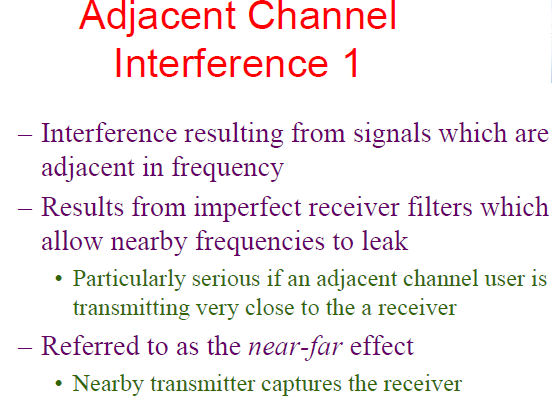 Adjacent Channel
Interference 1
– Interference resulting from signals which are
adjacent in frequency
– Results from imperfect receiver filters which
allow nearby frequencies to leak
• Particularly serious if an adjacent channel user is
transmitting very close to the a receiver
– Referred to as the near-far effect
• Nearby transmitter captures the receiver